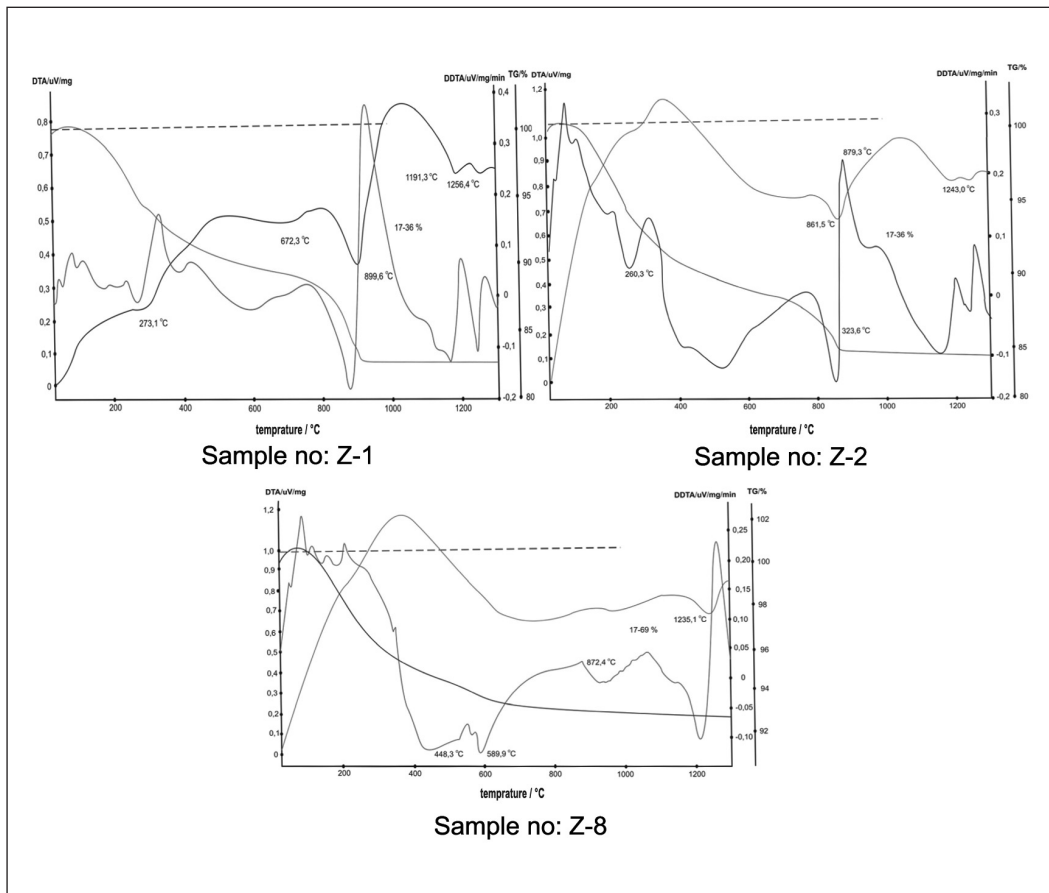 DTA/uV/mg
DDTA/uV/mg/min
TG/%
0,8
0,7
0,6
0,5
0,4
0,3
0,2
0,1
0
0,4
0,3
0,2
0,1
0
-0,1
-0,2
100
95
90
85
80
273,1 °C
672,3 °C
899,6 °C
17-36 %
1191,3 °C
1256,4 °C
200 400 600 800 1000 1200
temprature / °C
Sample no: Z-1
DTA/uV/mg
DDTA/uV/mg/min
TG/%
1,2
1,0
0,9
0,8
0,7
0,6
0,5
0,4
0,3
0,2
0,1
0
0,3
0,2
0,1
0
-0,1
-0,2
100
95
90
85
80
260,3 °C
861,5 °C
879,3 °C
323,6 °C
17-36 %
1243,0 °C
200 400 600 800 1000 1200
temprature / °C
Sample no: Z-2
DTA/uV/mg
DDTA/uV/mg/min
TG/%
1,2
1,0
0,9
0,8
0,7
0,6
0,5
0,4
0,3
0,2
0,1
0
0,25
0,20
0,15
0,10
0,05
0
-0,05
-0,10
102
100
98
96
94
92
448,3 °C
589,9 °C
872,4 °C
17-69 %
1235,1 °C
200 400 600 800 1000 1200
temprature / °C
Sample no: Z-8